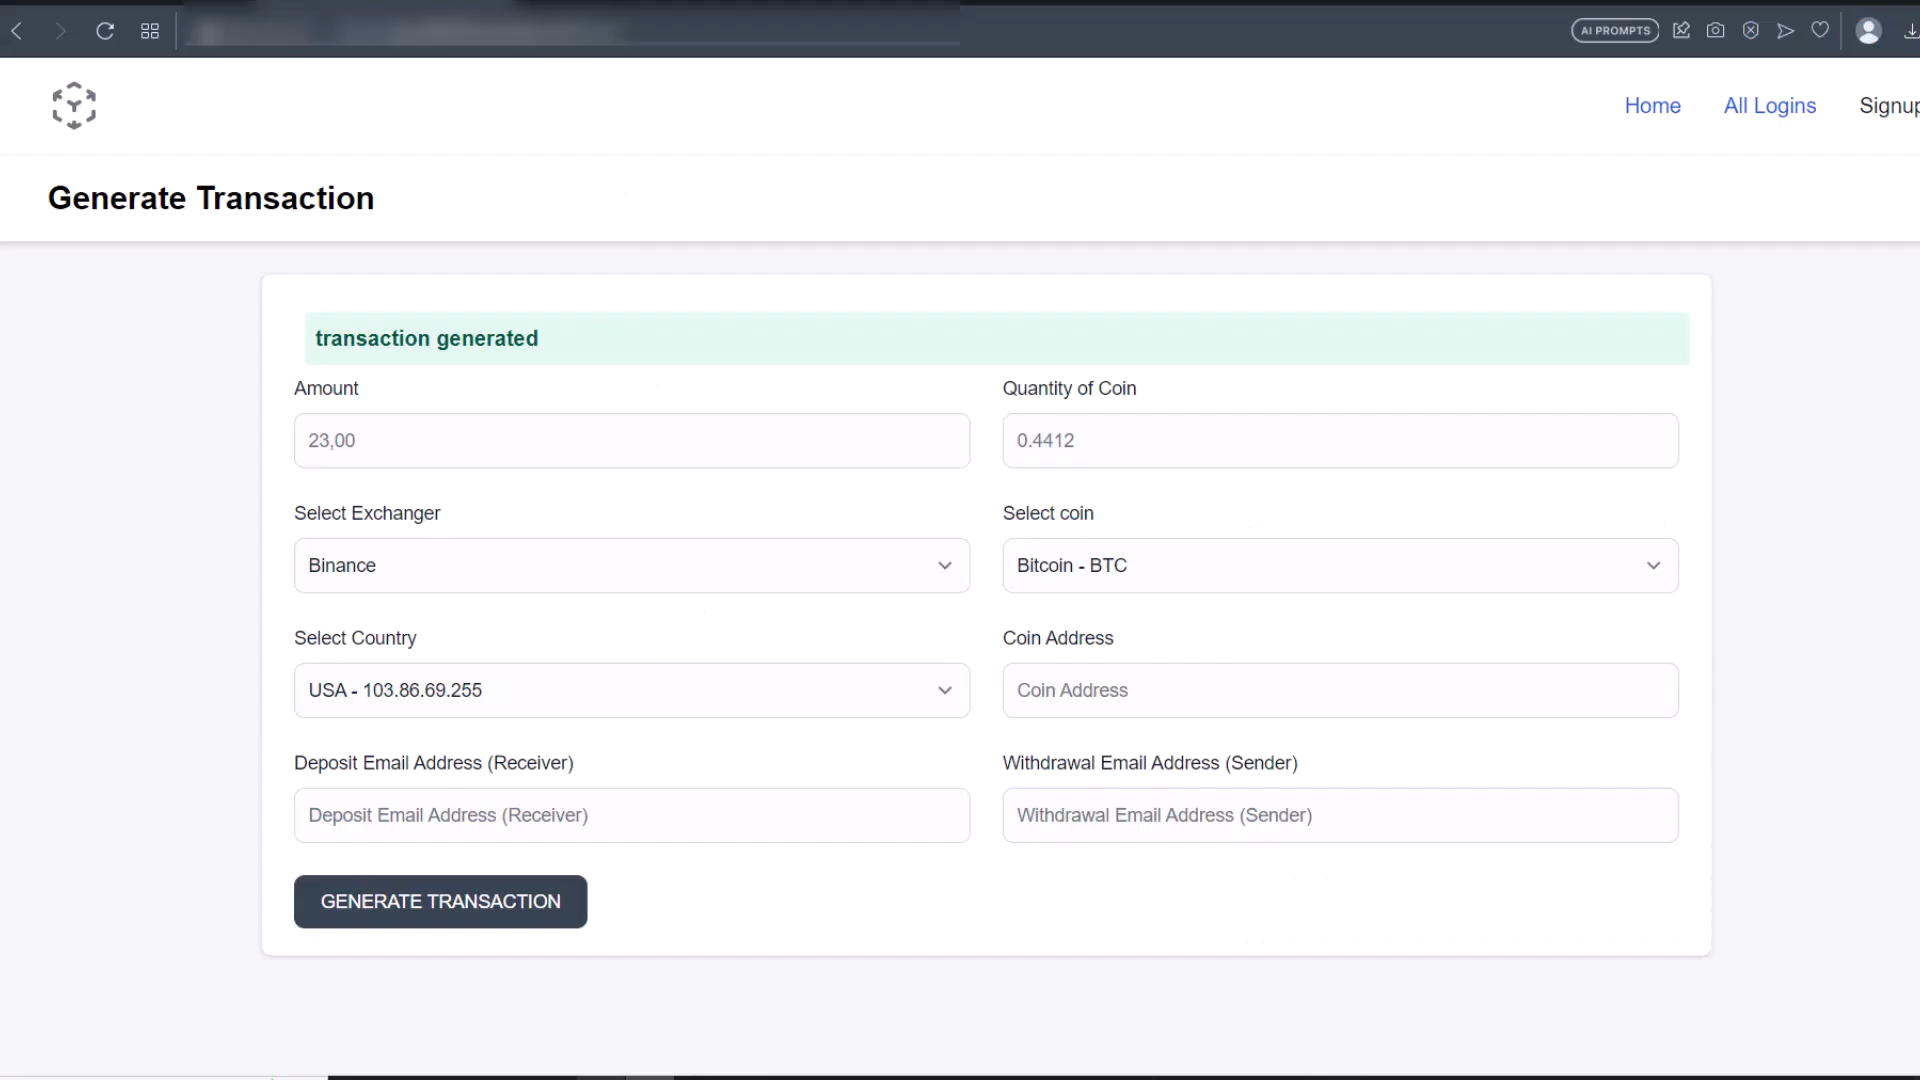 AI PROMPTS
Home
All Logins
Signup
Generate Transaction
transaction generated
Amount
Quantity of Coin
23,00
0.4412
Select Exchanger
Select coin
Binance
Bitcoin - BTC
Select Country
Coin Address
USA - 103.86.69.255
Coin Address
Deposit Email Address (Receiver)
Withdrawal Email Address (Sender)
Deposit Email Address (Receiver)
Withdrawal Email Address (Sender)
GENERATE TRANSACTION